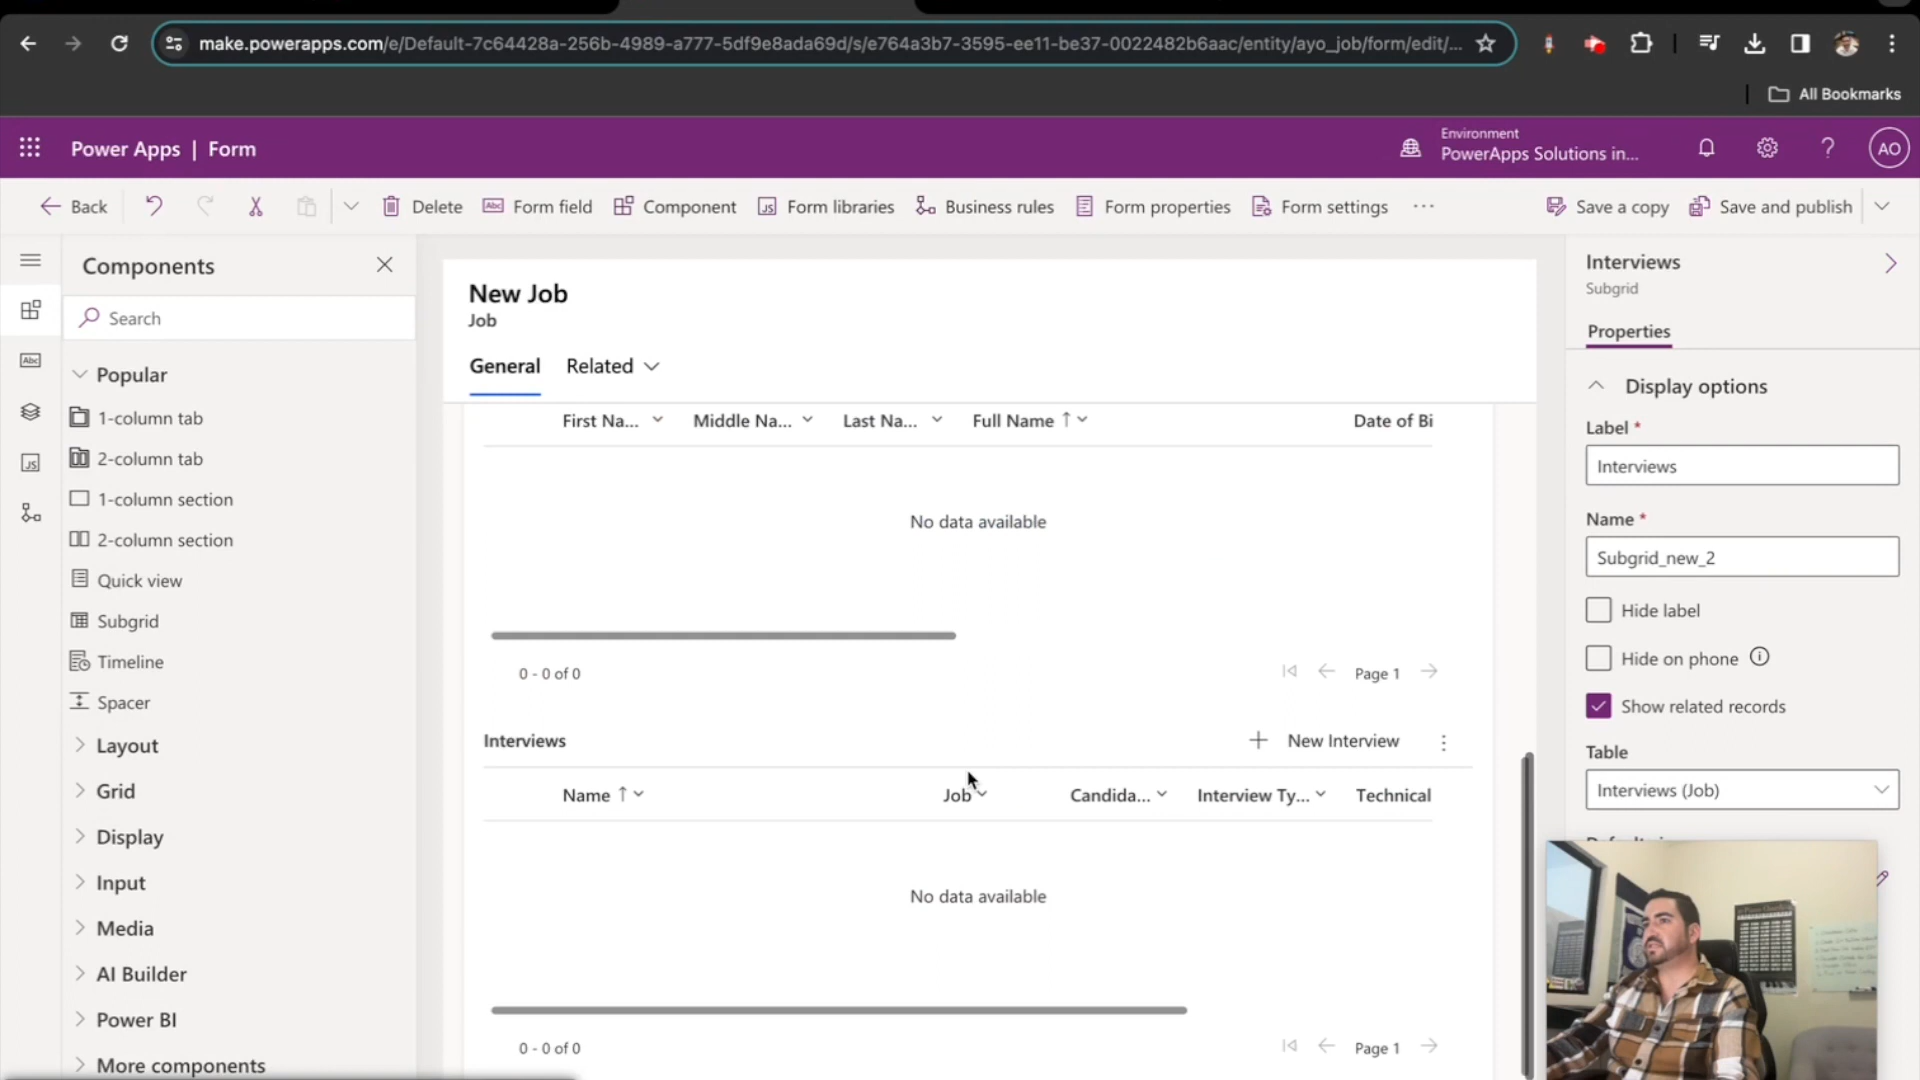 make.powerapps.com/e/Default-7c64428a-256b-4989-a777-5df9e8ada69d/s/e764a3b7-3595-ee11-be37-0022482b6aac/entity/ayo_job/form/edit/...
All Bookmarks
Power Apps | Form
Environment
PowerApps Solutions in...
AO
Back
Delete
Abc
Form field
Component
JS
Form libraries
Business rules
Form properties
Form settings
...
Save a copy
Save and publish
Components
Search
Popular
1-column tab
2-column tab
1-column section
2-column section
Quick view
Subgrid
Timeline
Spacer
Layout
Grid
Display
Input
Media
AI Builder
Power BI
More components
Abc
JS
New Job
Job
General
Related
First Na...
Middle Na...
Last Na...
Full Name ↑
Date of Bi
No data available
0 - 0 of 0
Page 1
Interviews
+ New Interview
Name ↑
Job
Candida...
Interview Ty...
Technical
No data available
0 - 0 of 0
Page 1
Interviews
Subgrid
Properties
Display options
Label *
Interviews
Name *
Subgrid_new_2
Hide label
Hide on phone
Show related records
Table
Interviews (Job)